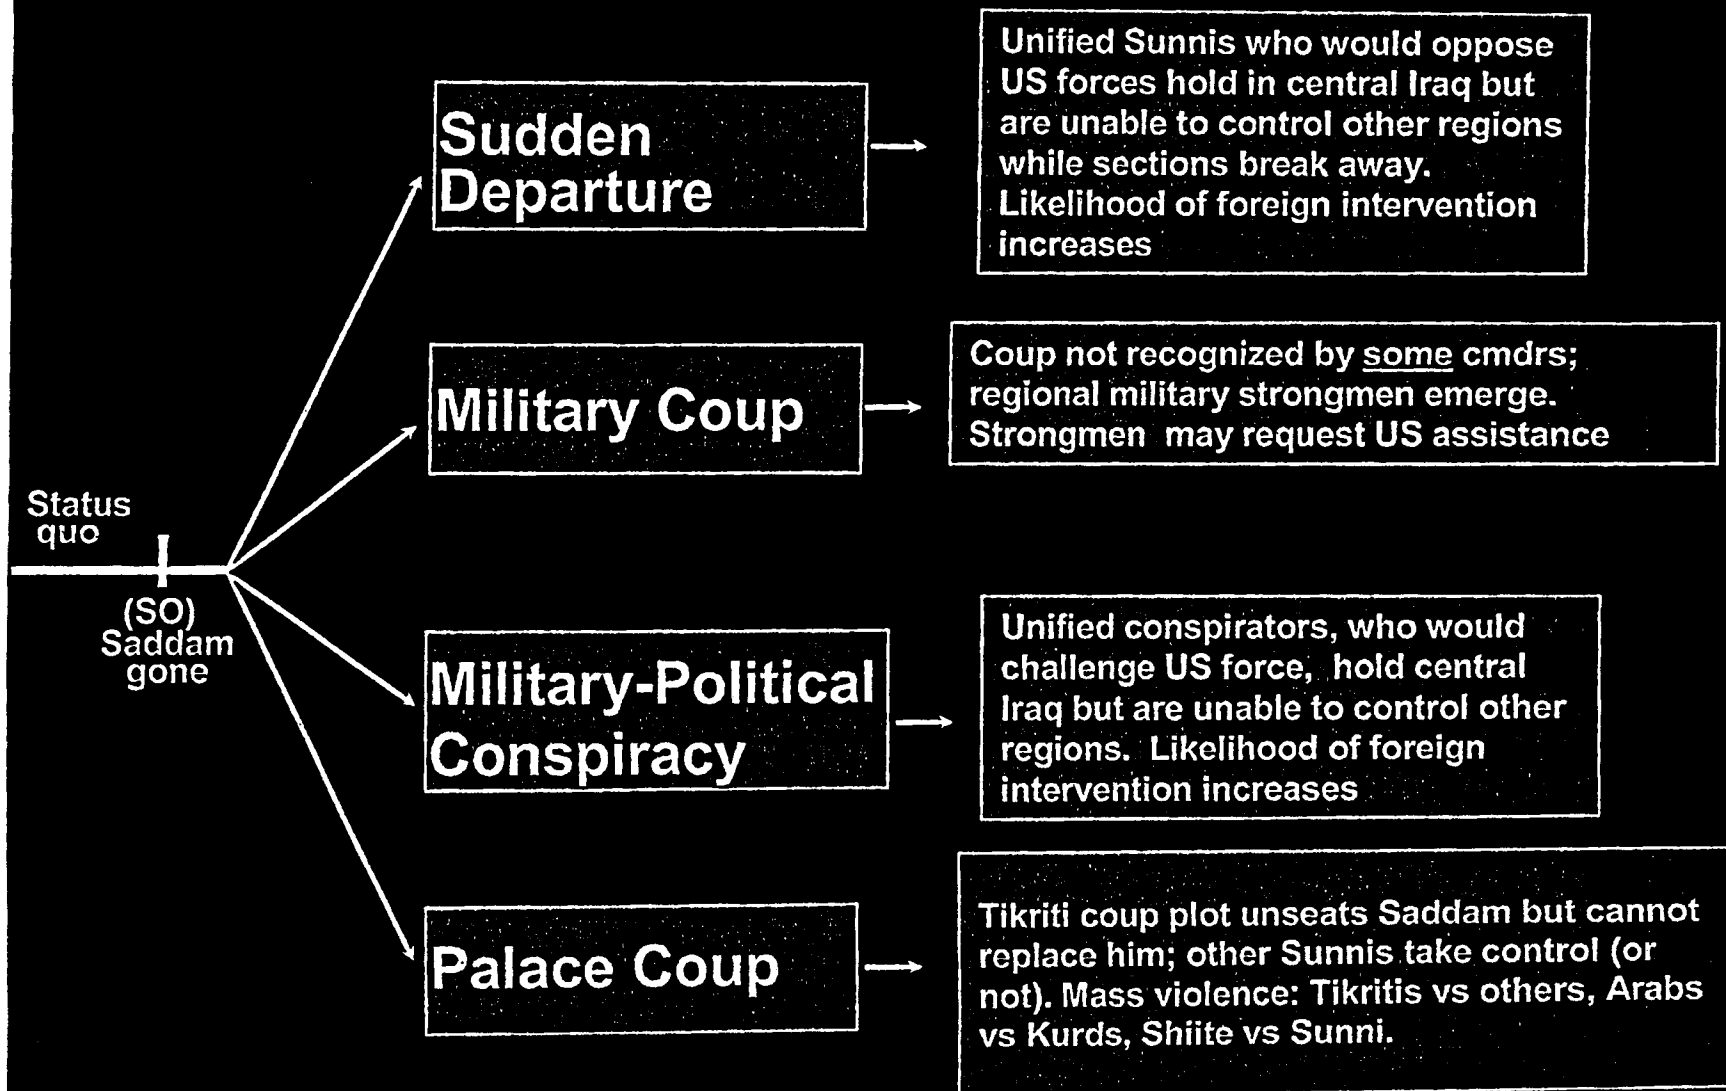 Status
quo
(SO)
Saddam
gone
Sudden
Departure
Unified Sunnis who would oppose
US forces hold in central Iraq but
are unable to control other regions
while sections break away.
Likelihood of foreign intervention
increases
Military Coup
Coup not recognized by some cmdrs;
regional military strongmen emerge.
Strongmen may request US assistance
Military-Political
Conspiracy
Unified conspirators, who would
challenge US force, hold central
Iraq but are unable to control other
regions. Likelihood of foreign
intervention increases
Palace Coup
Tikriti coup plot unseats Saddam but cannot
replace him; other Sunnis take control (or
not). Mass violence: Tikritis vs others, Arabs
vs Kurds, Shiite vs Sunni.